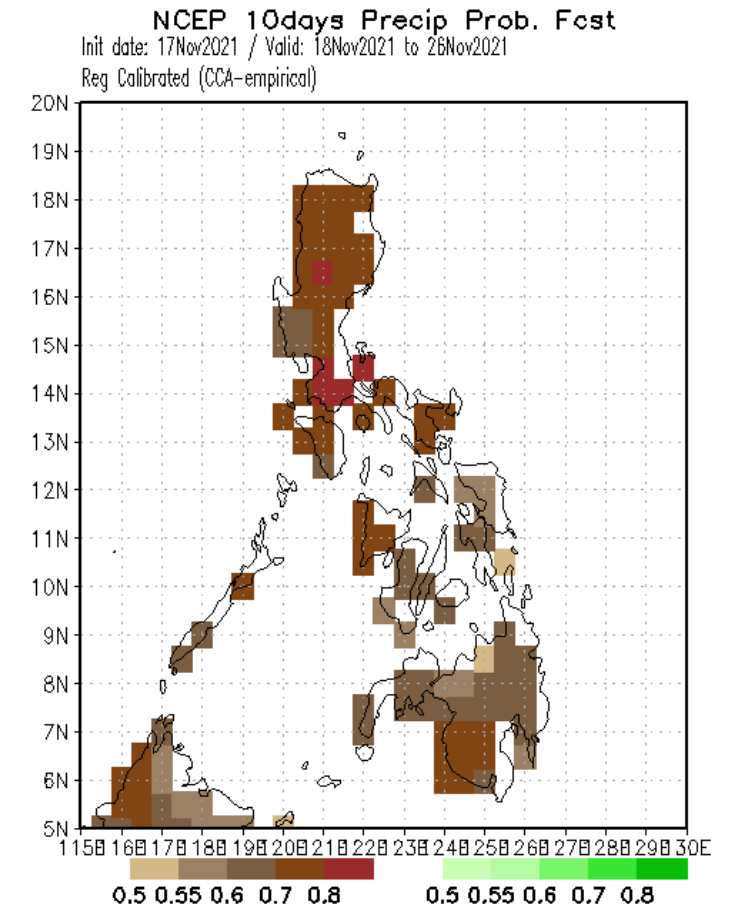 NCEP 10days Precip Prob. Fcst
Init date: 17Nov2021 / Valid: 18Nov2021 to 26Nov2021
Reg Calibrated (CCA-empirical)
20N
19N
18N
17N
16N
15N
14N
13N
12N
11N
10N
9N
8N
7N
6N
5N
115E 116E 117E 118E 119E 120E 121E 122E 123E 124E 125E 126E 127E 128E 129E 130E
0.5 0.55 0.6 0.7 0.8 0.5 0.55 0.6 0.7 0.8